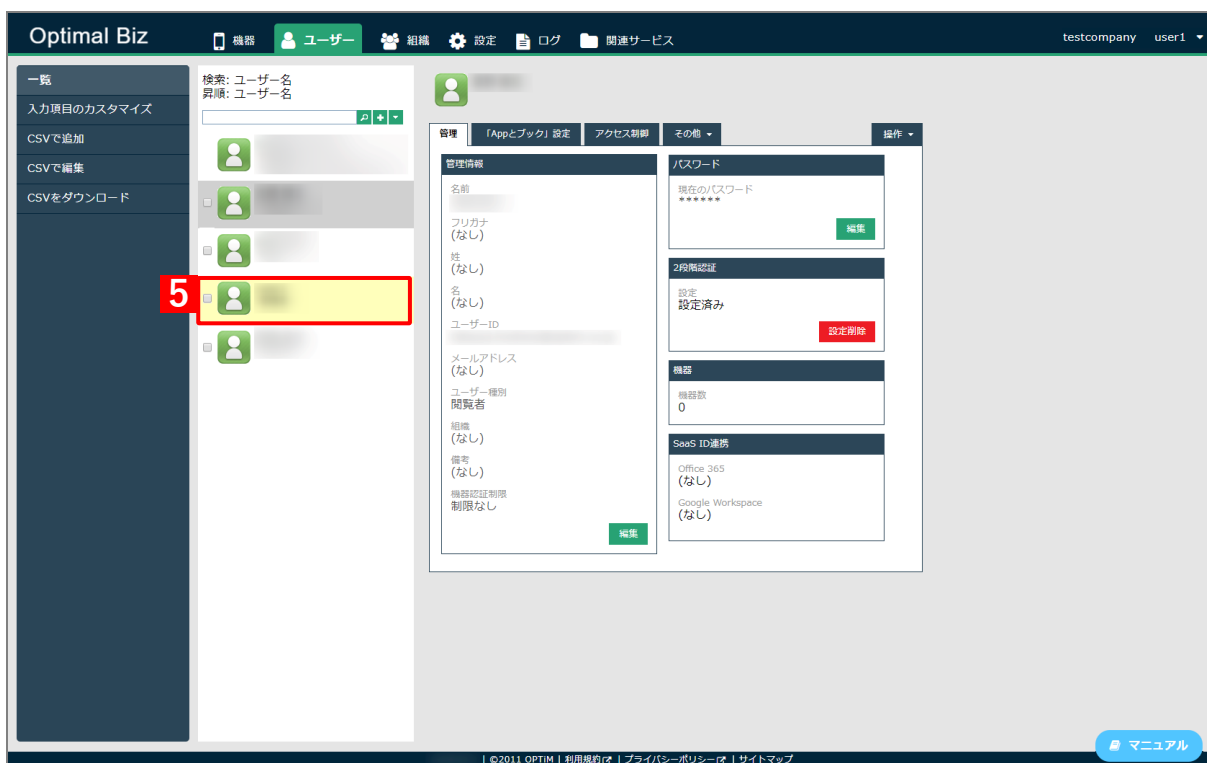 Optimal Biz
機器
ユーザー
組織
設定
ログ
関連サービス
testcompany user1
一覧
入力項目のカスタマイズ
CSVで追加
CSVで編集
CSVをダウンロード
検索: ユーザー名
昇順: ユーザー名
5
管理
「Appとブック」設定
アクセス制御
その他
操作
管理情報
名前
フリガナ
(なし)
姓
(なし)
名
(なし)
ユーザーID
メールアドレス
(なし)
ユーザー種別
閲覧者
組織
(なし)
備考
(なし)
機器認証制限
制限なし
編集
パスワード
現在のパスワード
******
編集
2段階認証
設定
設定済み
設定削除
機器
機器数
0
SaaS ID連携
Office 365
(なし)
Google Workspace
(なし)
マニュアル
| ©2011 OPTiM | 利用規約 | プライバシーポリシー | サイトマップ